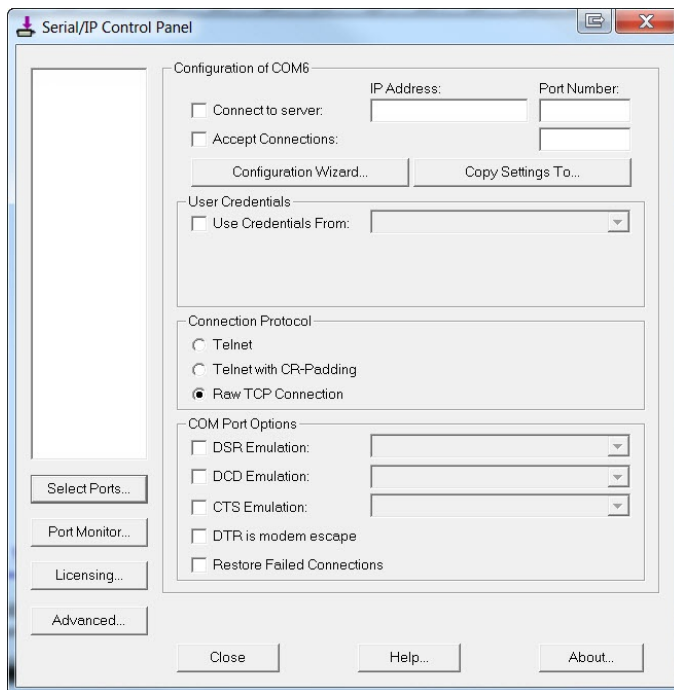 Serial/IP Control Panel
Configuration of COM6
IP Address: Port Number:
Connect to server:
Accept Connections:
Configuration Wizard... Copy Settings To...
User Credentials
Use Credentials From:
Connection Protocol
Telnet
Telnet with CR-Padding
Raw TCP Connection
COM Port Options
DSR Emulation:
DCD Emulation:
CTS Emulation:
DTR is modem escape
Restore Failed Connections
Select Ports...
Port Monitor...
Licensing...
Advanced...
Close Help... About...